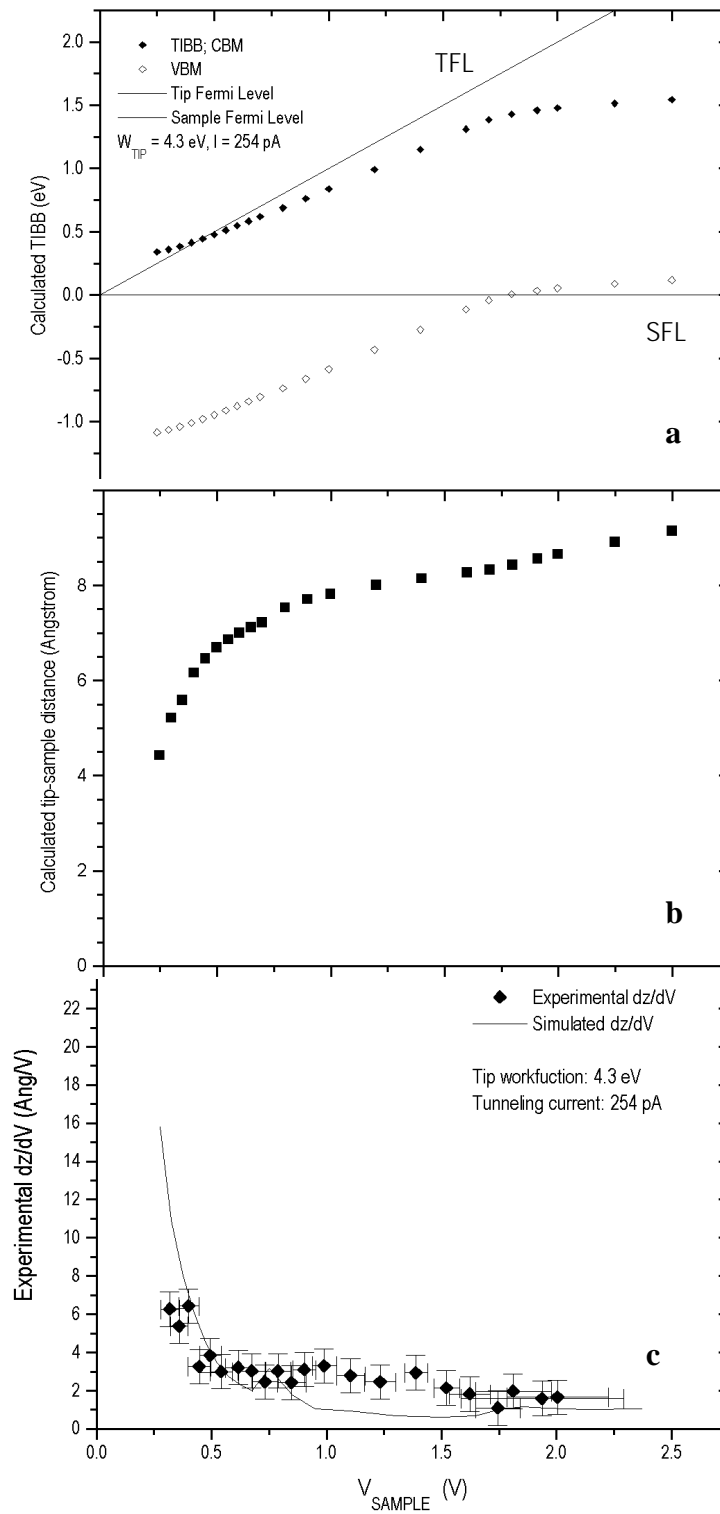 2.0
1.5
1.0
0.5
0.0
-0.5
-1.0
Calculated TIBB (eV)
TIBB; CBM
VBM
Tip Fermi Level
Sample Fermi Level
W_TIP = 4.3 eV, I = 254 pA
TFL
SFL
a
8
6
4
2
0
Calculated tip-sample distance (Angstrom)
b
22
20
18
16
14
12
10
8
6
4
2
0
Experimental dz/dV (Ang/V)
Experimental dz/dV
Simulated dz/dV
Tip workfuction: 4.3 eV
Tunneling current: 254 pA
c
0.0 0.5 1.0 1.5 2.0 2.5
V_SAMPLE (V)